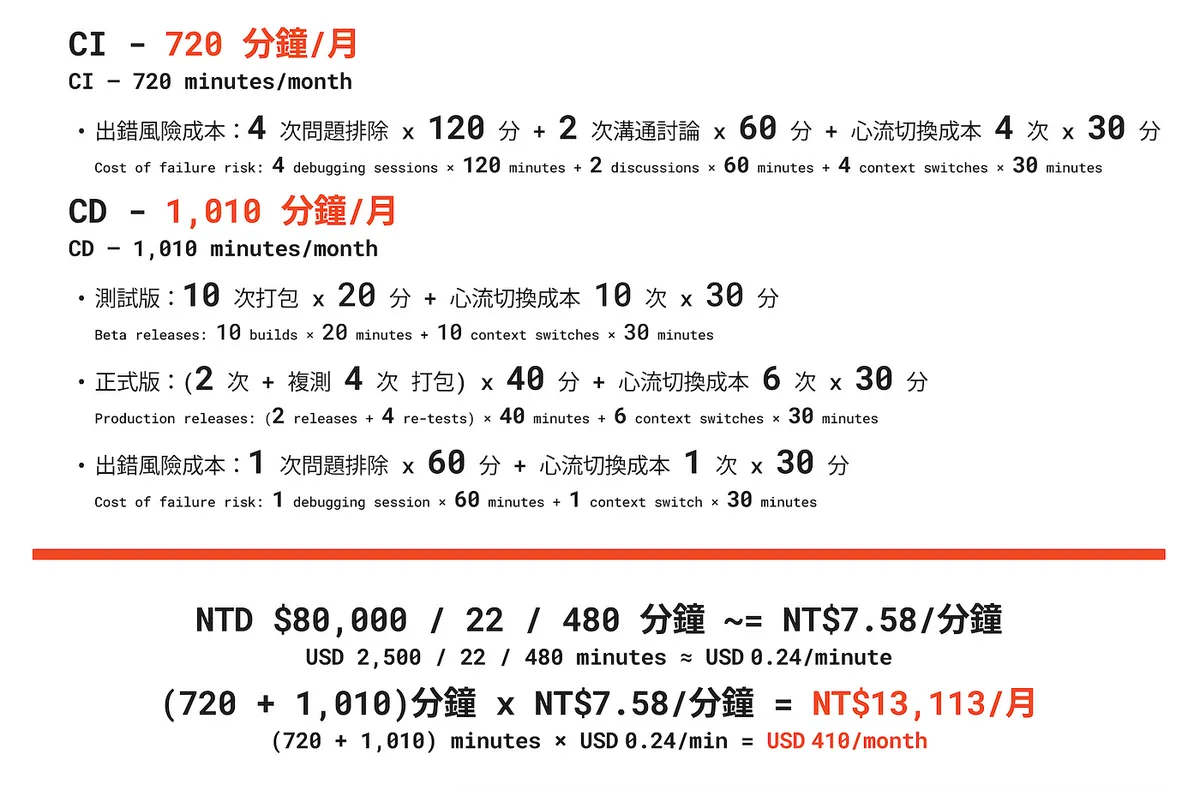 CI - 720 分鐘/月
CI – 720 minutes/month
• 出錯風險成本：4 次問題排除 x 120 分 + 2 次溝通討論 x 60 分 + 心流切換成本 4 次 x 30 分
Cost of failure risk: 4 debugging sessions × 120 minutes + 2 discussions × 60 minutes + 4 context switches × 30 minutes
CD - 1,010 分鐘/月
CD – 1,010 minutes/month
• 測試版：10 次打包 x 20 分 + 心流切換成本 10 次 x 30 分
Beta releases: 10 builds × 20 minutes + 10 context switches × 30 minutes
• 正式版：(2 次 + 複測 4 次 打包) x 40 分 + 心流切換成本 6 次 x 30 分
Production releases: (2 releases + 4 re-tests) × 40 minutes + 6 context switches × 30 minutes
• 出錯風險成本：1 次問題排除 x 60 分 + 心流切換成本 1 次 x 30 分
Cost of failure risk: 1 debugging session × 60 minutes + 1 context switch × 30 minutes
NTD $80,000 / 22 / 480 分鐘 ~= NT$7.58/分鐘
USD 2,500 / 22 / 480 minutes ≈ USD 0.24/minute
(720 + 1,010)分鐘 x NT$7.58/分鐘 = NT$13,113/月
(720 + 1,010) minutes × USD 0.24/min = USD 410/month